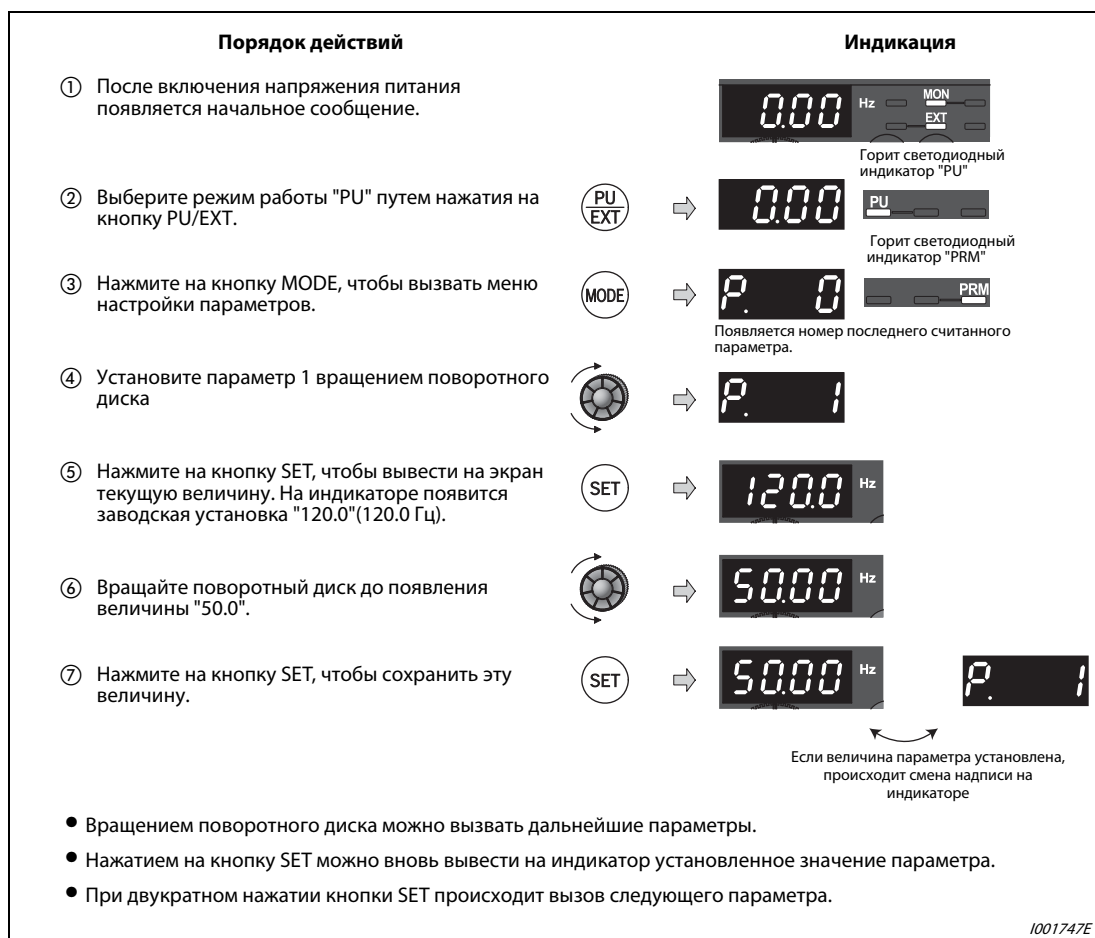 Порядок действий
Индикация
① После включения напряжения питания
появляется начальное сообщение.
0.00 Hz MON
EXT
Горит светодиодный
индикатор "PU"
② Выберите режим работы "PU" путем нажатия на
кнопку PU/EXT.
PU
EXT
0.00
PU
Горит светодиодный
индикатор "PRM"
③ Нажмите на кнопку MODE, чтобы вызвать меню
настройки параметров.
MODE
P. 0
PRM
Появляется номер последнего считанного
параметра.
④ Установите параметр 1 вращением поворотного
диска
P. 1
⑤ Нажмите на кнопку SET, чтобы вывести на экран
текущую величину. На индикаторе появится
заводская установка "120.0"(120.0 Гц).
SET
120.0 Hz
⑥ Вращайте поворотный диск до появления
величины "50.0".
50.00 Hz
⑦ Нажмите на кнопку SET, чтобы сохранить эту
величину.
SET
50.00 Hz
P. 1
Если величина параметра установлена,
происходит смена надписи на
индикаторе
• Вращением поворотного диска можно вызвать дальнейшие параметры.
• Нажатием на кнопку SET можно вновь вывести на индикатор установленное значение параметра.
• При двукратном нажатии кнопки SET происходит вызов следующего параметра.
I001747E